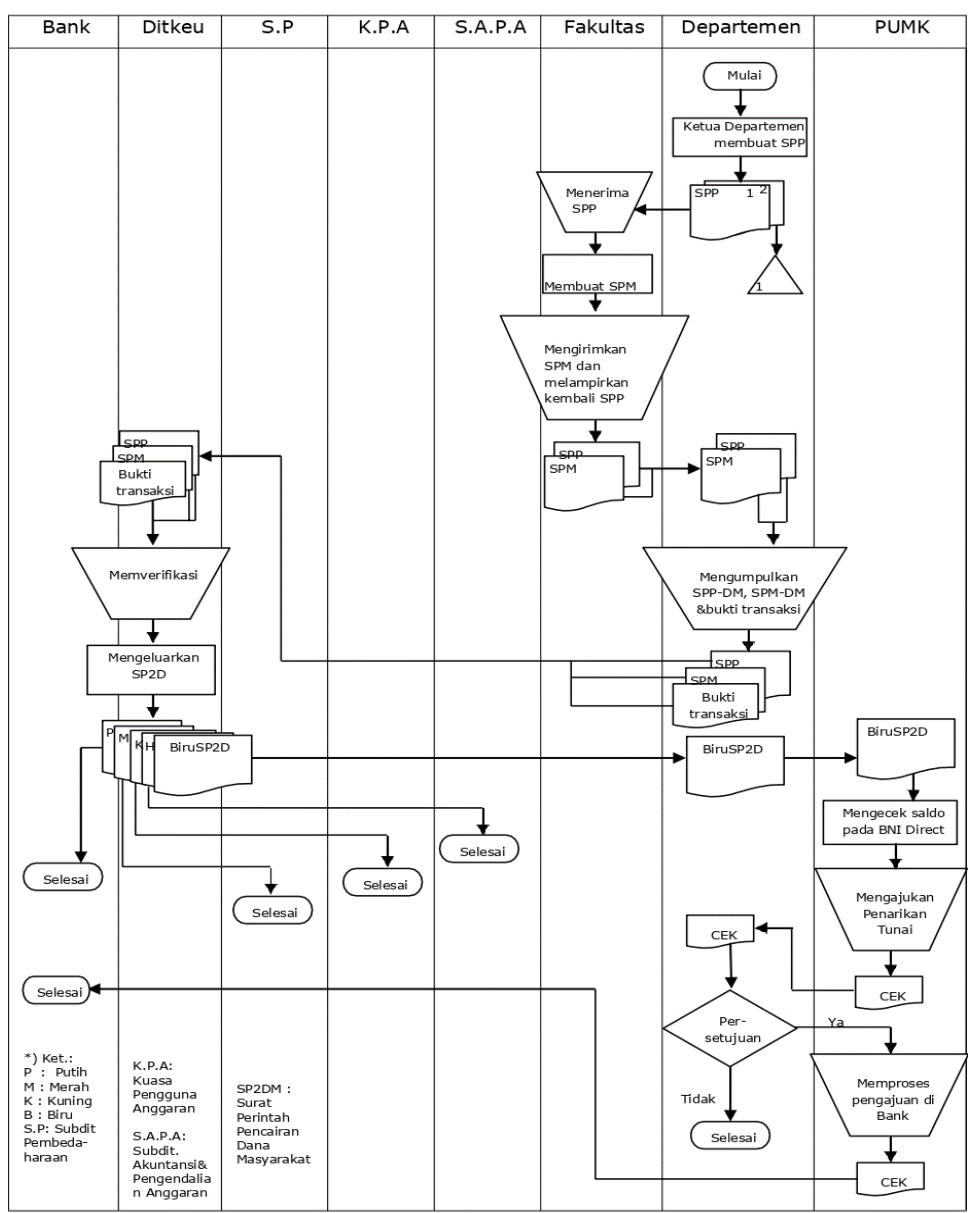 Bank
Ditkeu
S.P
K.P.A
S.A.P.A
Fakultas
Departemen
PUMK
Mulai
Ketua Departemen
membuat SPP
SPP 1 2
1
Menerima
SPP
Membuat SPM
Mengirimkan
SPM dan
melampirkan
kembali SPP
SPP
SPM
SPP
SPM
SPP
SPM
Bukti
transaksi
Memverifikasi
Mengumpulkan
SPP-DM, SPM-DM
&bukti transaksi
Mengeluarkan
SP2D
SPP
SPM
Bukti
transaksi
P
M
K
H
BiruSP2D
BiruSP2D
BiruSP2D
Mengecek saldo
pada BNI Direct
Selesai
Selesai
Selesai
Selesai
Mengajukan
Penarikan
Tunai
CEK
CEK
Selesai
Per-
setujuan
Ya
Tidak
Selesai
Memproses
pengajuan di
Bank
CEK
*) Ket.:
P : Putih
M : Merah
K : Kuning
B : Biru
S.P: Subdit
Pembeda-
haraan
K.P.A:
Kuasa
Pengguna
Anggaran
S.A.P.A:
Subdit.
Akuntansi&
Pengendalia
n Anggaran
SP2DM :
Surat
Perintah
Pencairan
Dana
Masyarakat